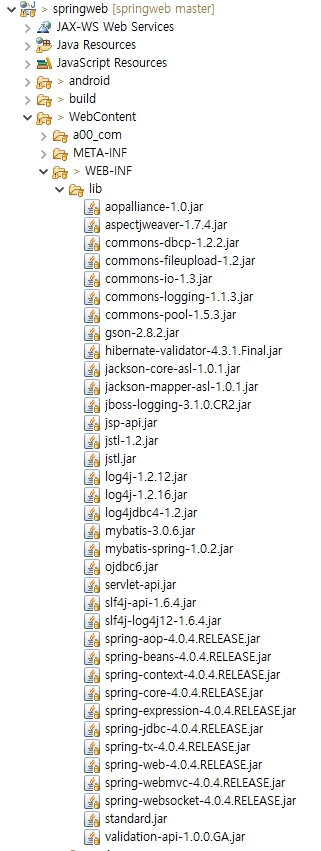 > springweb [springweb master]
JAX-WS Web Services
> Java Resources
JavaScript Resources
> android
> build
> WebContent
a00_com
META-INF
> WEB-INF
lib
aopalliance-1.0.jar
aspectjweaver-1.7.4.jar
commons-dbcp-1.2.2.jar
commons-fileupload-1.2.jar
commons-io-1.3.jar
commons-logging-1.1.3.jar
commons-pool-1.5.3.jar
gson-2.8.2.jar
hibernate-validator-4.3.1.Final.jar
jackson-core-asl-1.0.1.jar
jackson-mapper-asl-1.0.1.jar
jboss-logging-3.1.0.CR2.jar
jsp-api.jar
jstl-1.2.jar
jstl.jar
log4j-1.2.12.jar
log4j-1.2.16.jar
log4jdbc4-1.2.jar
mybatis-3.0.6.jar
mybatis-spring-1.0.2.jar
ojdbc6.jar
servlet-api.jar
slf4j-api-1.6.4.jar
slf4j-log4j12-1.6.4.jar
spring-aop-4.0.4.RELEASE.jar
spring-beans-4.0.4.RELEASE.jar
spring-context-4.0.4.RELEASE.jar
spring-core-4.0.4.RELEASE.jar
spring-expression-4.0.4.RELEASE.jar
spring-jdbc-4.0.4.RELEASE.jar
spring-tx-4.0.4.RELEASE.jar
spring-web-4.0.4.RELEASE.jar
spring-webmvc-4.0.4.RELEASE.jar
spring-websocket-4.0.4.RELEASE.jar
standard.jar
validation-api-1.0.0.GA.jar